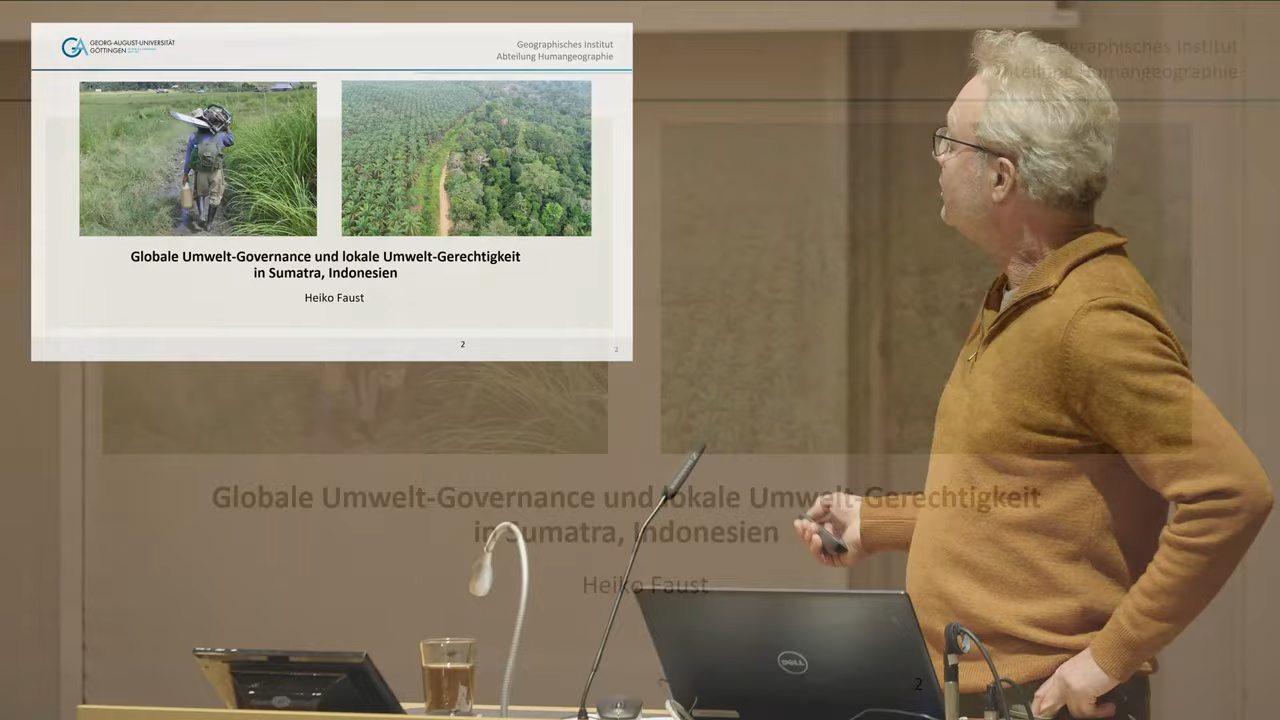 GEORG-AUGUST-UNIVERSITÄT
GÖTTINGEN
Geographisches Institut
Abteilung Humangeographie
Globale Umwelt-Governance und lokale Umwelt-Gerechtigkeit
in Sumatra, Indonesien
Heiko Faust
2
2
Geographisches Institut
Abteilung Humangeographie
Globale Umwelt-Governance und lokale Umwelt-Gerechtigkeit
in Sumatra, Indonesien
Heiko Faust
DELL
2